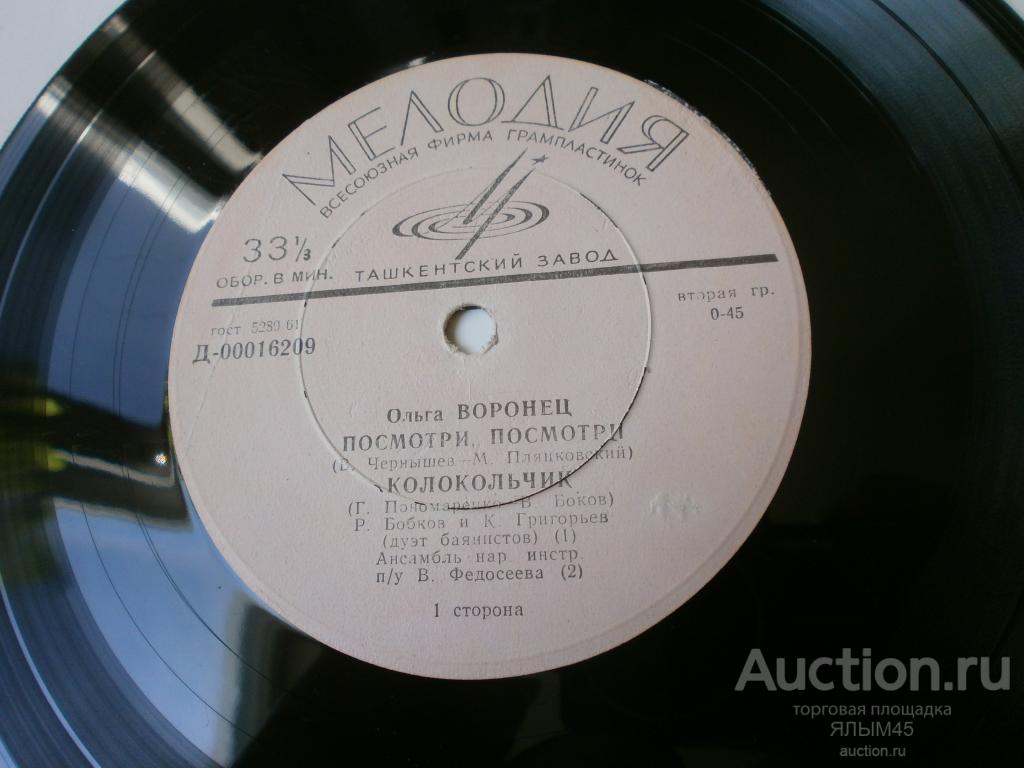 МЕЛОДИЯ
ВСЕСОЮЗНАЯ ФИРМА ГРАМПЛАСТИНОК
33⅓
ОБОР. В МИН. ТАШКЕНТСКИЙ ЗАВОД
гост 5289 61
вторая гр.
Д-00016209
0-45
Ольга ВОРОНЕЦ
ПОСМОТРИ, ПОСМОТРИ
(Е. Чернышев—М. Пляцковский)
КОЛОКОЛЬЧИК
(Г. Пономаренко В. Боков)
Р. Бобков и К. Григорьев
(дуэт баянистов) (1)
Ансамбль нар. инстр.
п/у В. Федосеева (2)
1 сторона
Auction.ru
торговая площадка
ЯЛЫМ45
auction.ru